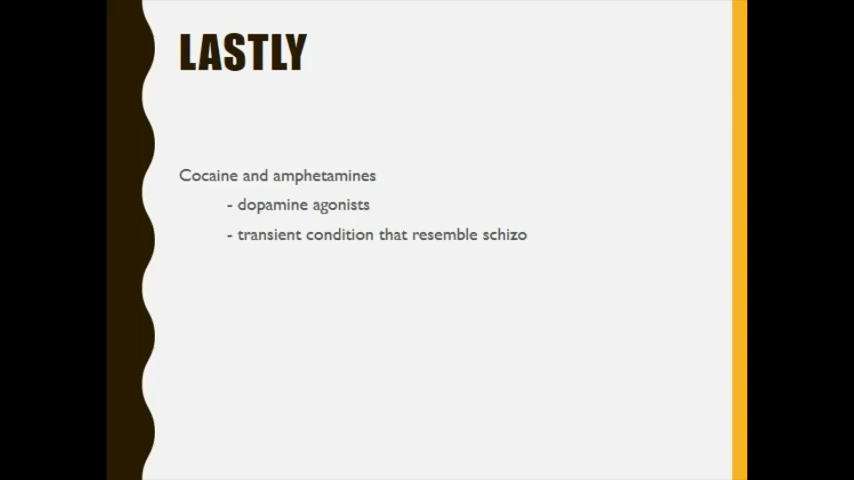 LASTLY
Cocaine and amphetamines
- dopamine agonists
- transient condition that resemble schizo